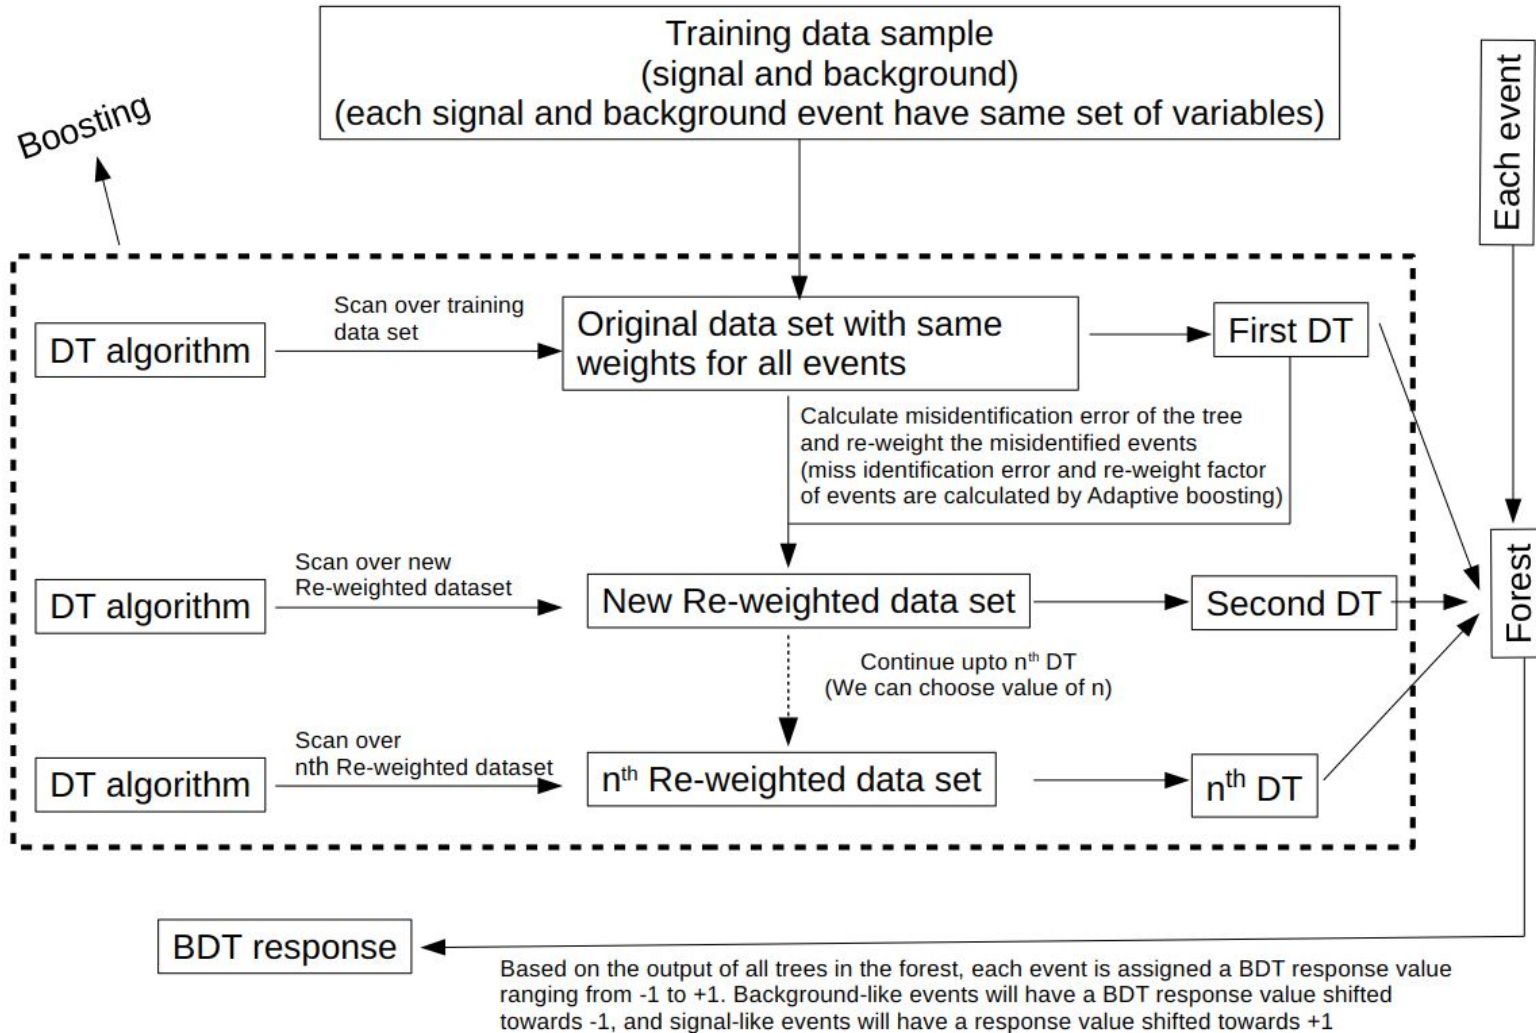 Training data sample
(signal and background)
(each signal and background event have same set of variables)
Each event
Boosting
DT algorithm
Scan over training
data set
Original data set with same
weights for all events
First DT
Calculate misidentification error of the tree
and re-weight the misidentified events
(miss identification error and re-weight factor
of events are calculated by Adaptive boosting)
DT algorithm
Scan over new
Re-weighted dataset
New Re-weighted data set
Second DT
Forest
Continue upto nth DT
(We can choose value of n)
DT algorithm
Scan over
nth Re-weighted dataset
nth Re-weighted data set
nth DT
BDT response
Based on the output of all trees in the forest, each event is assigned a BDT response value
ranging from -1 to +1. Background-like events will have a BDT response value shifted
towards -1, and signal-like events will have a response value shifted towards +1